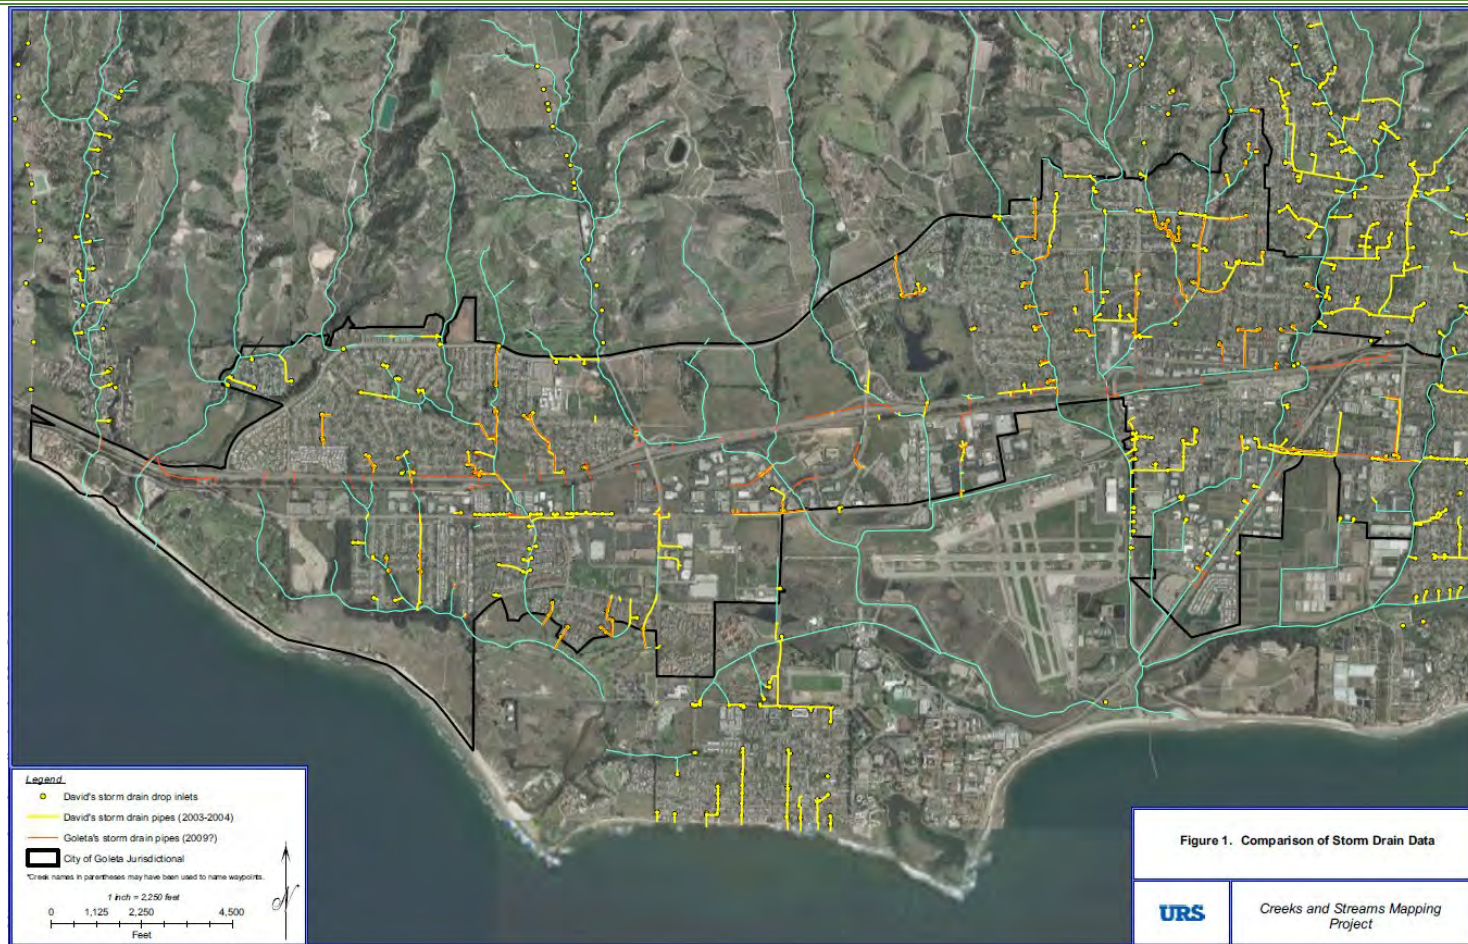 Legend
David's storm drain drop inlets
David's storm drain pipes (2003-2004)
Goleta's storm drain pipes (2009?)
City of Goleta Jurisdictional
*Creek names in parentheses may have been used to name waypoints.
1 inch = 2,250 feet
0 1,125 2,250 4,500
Feet
N
Figure 1. Comparison of Storm Drain Data
URS
Creeks and Streams Mapping
Project